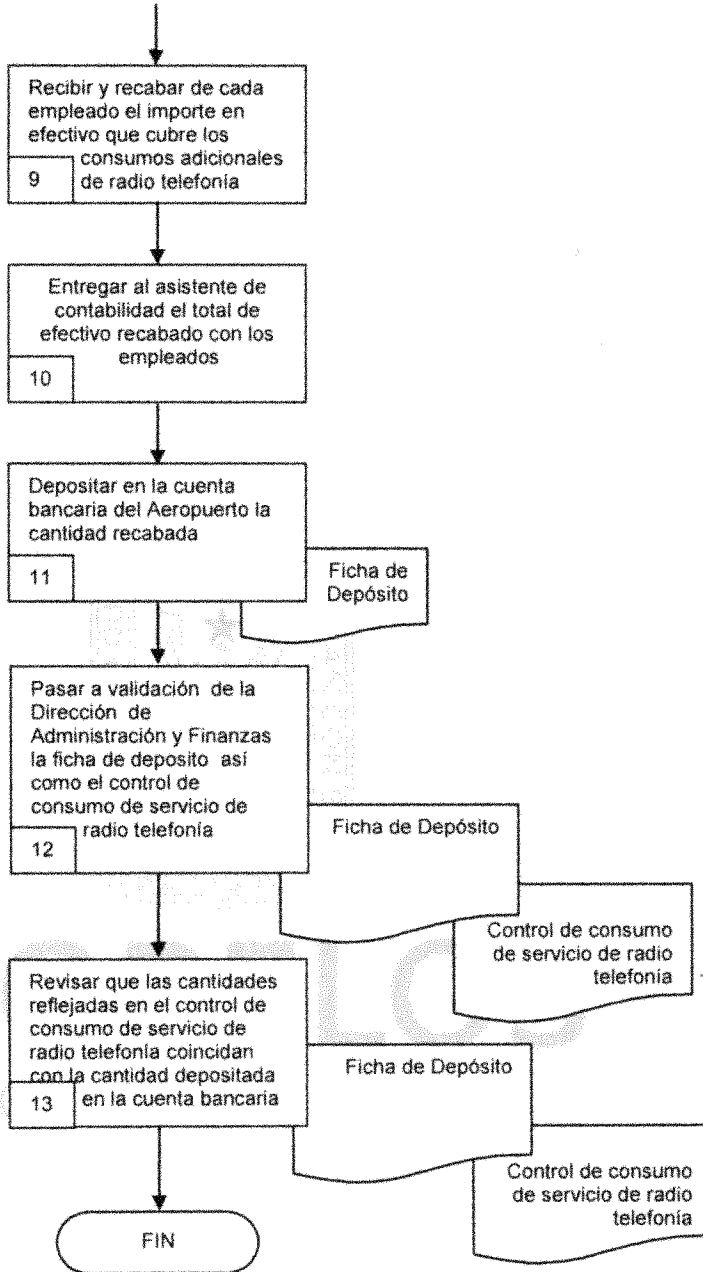 Recibir y recabar de cada
empleado el importe en
efectivo que cubre los
consumos adicionales
de radio telefonía
9
Entregar al asistente de
contabilidad el total de
efectivo recabado con los
empleados
10
Depositar en la cuenta
bancaria del Aeropuerto la
cantidad recabada
11
Ficha de
Depósito
Pasar a validación de la
Dirección de
Administración y Finanzas
la ficha de deposito así
como el control de
consumo de servicio de
radio telefonía
12
Ficha de Depósito
Control de consumo
de servicio de radio
telefonía
Revisar que las cantidades
reflejadas en el control de
consumo de servicio de
radio telefonía coincidan
con la cantidad depositada
en la cuenta bancaria
13
Ficha de Depósito
Control de consumo
de servicio de radio
telefonía
FIN